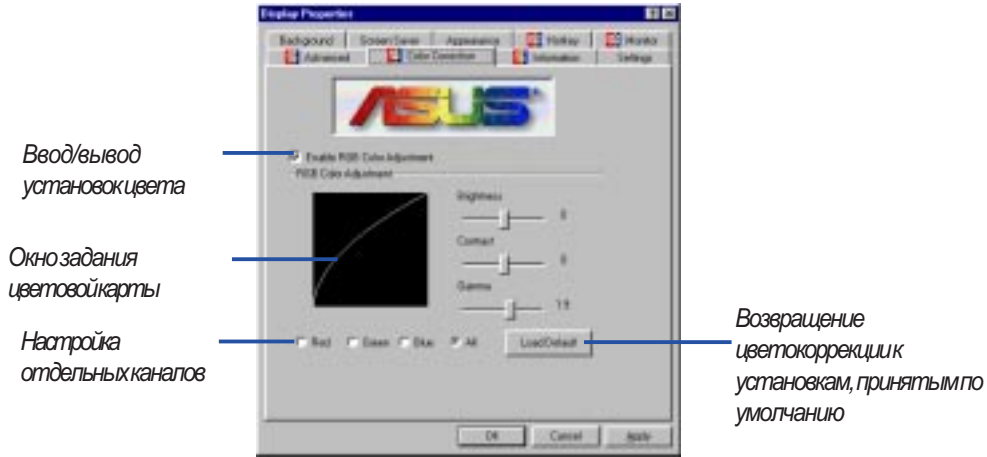 Display Properties
Background Screen Saver Appearance Hotkey Monitor
Advanced Color Correction Information Settings
ASUS
Enable RGB Color Adjustment
RGB Color Adjustment
Brightness
0
Contrast
0
Gamma
1.9
Red Green Blue All Load Default
OK Cancel Apply
Ввод/вывод
установок цвета
Окно задания
цветовой карты
Настройка
отдельных каналов
Возвращение
цветокоррекции к
установкам, принятым по
умолчанию